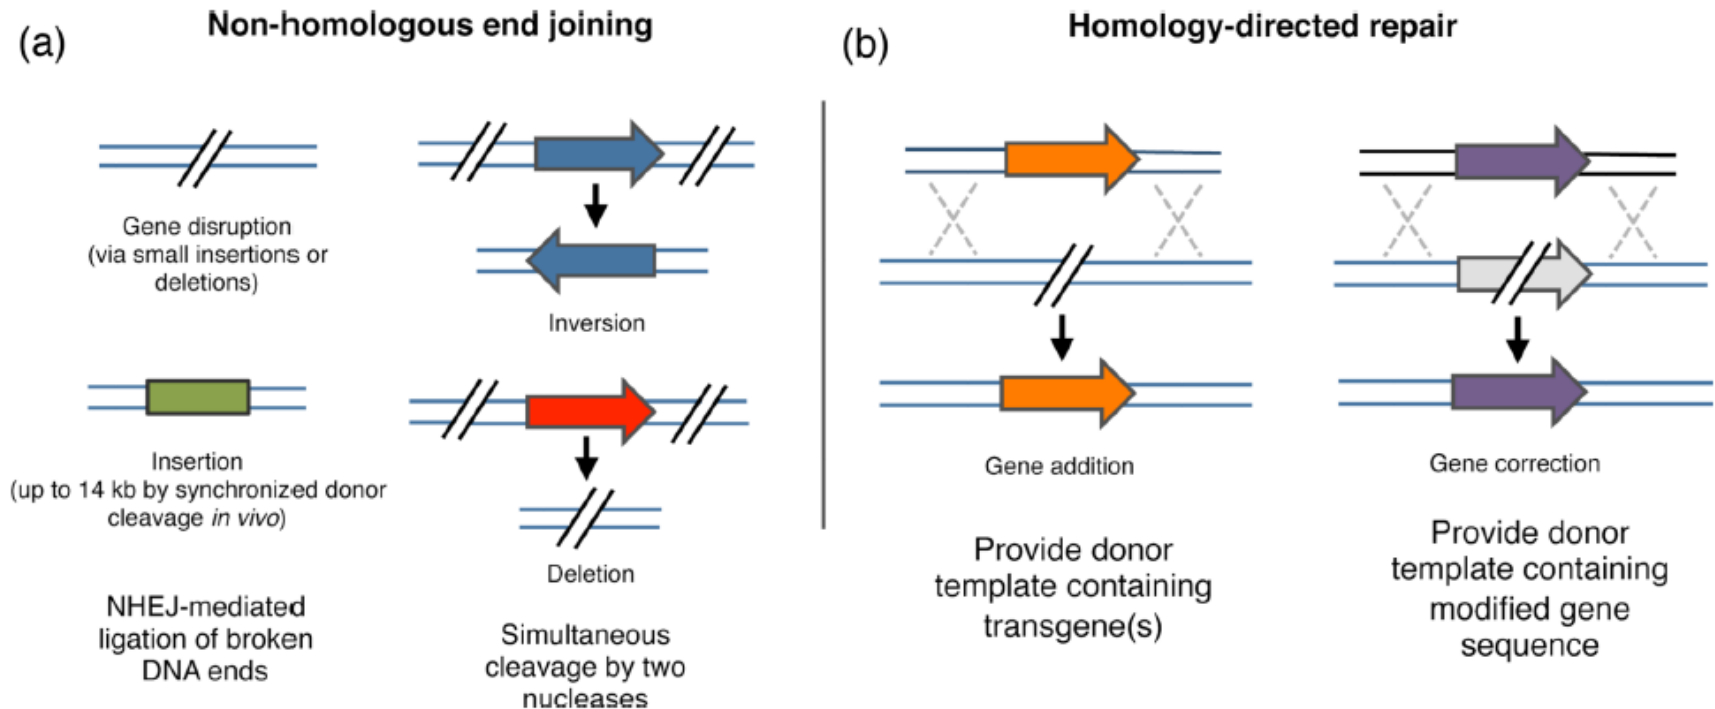 (a)
Non-homologous end joining
Gene disruption
(via small insertions or
deletions)
Inversion
Insertion
(up to 14 kb by synchronized donor
cleavage in vivo)
Deletion
NHEJ-mediated
ligation of broken
DNA ends
Simultaneous
cleavage by two
nucleases
(b)
Homology-directed repair
Gene addition
Gene correction
Provide donor
template containing
transgene(s)
Provide donor
template containing
modified gene
sequence